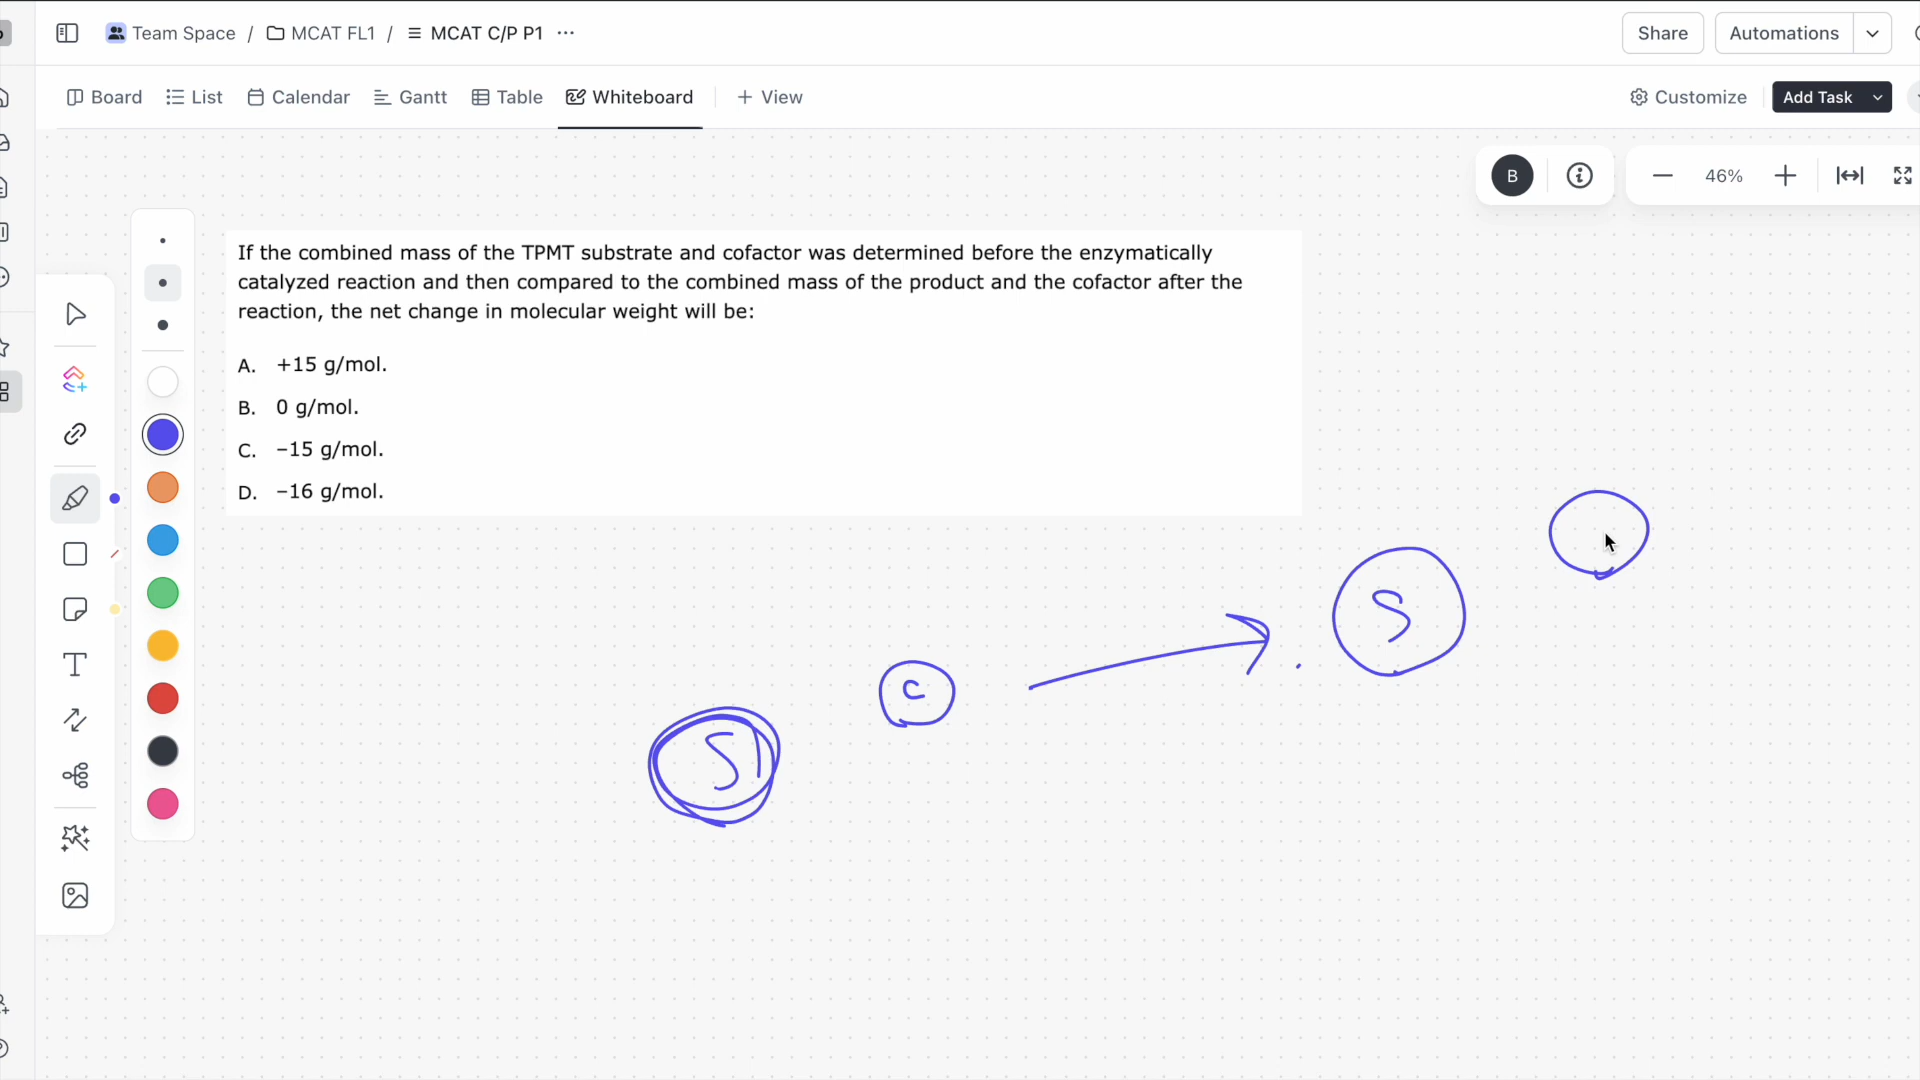 Team Space / MCAT FL1 / MCAT C/P P1 ...
Share
Automations
Board
List
Calendar
Gantt
Table
Whiteboard
+ View
Customize
Add Task
B
46%
If the combined mass of the TPMT substrate and cofactor was determined before the enzymatically
catalyzed reaction and then compared to the combined mass of the product and the cofactor after the
reaction, the net change in molecular weight will be:
A. +15 g/mol.
B. 0 g/mol.
C. −15 g/mol.
D. −16 g/mol.
S
C
S